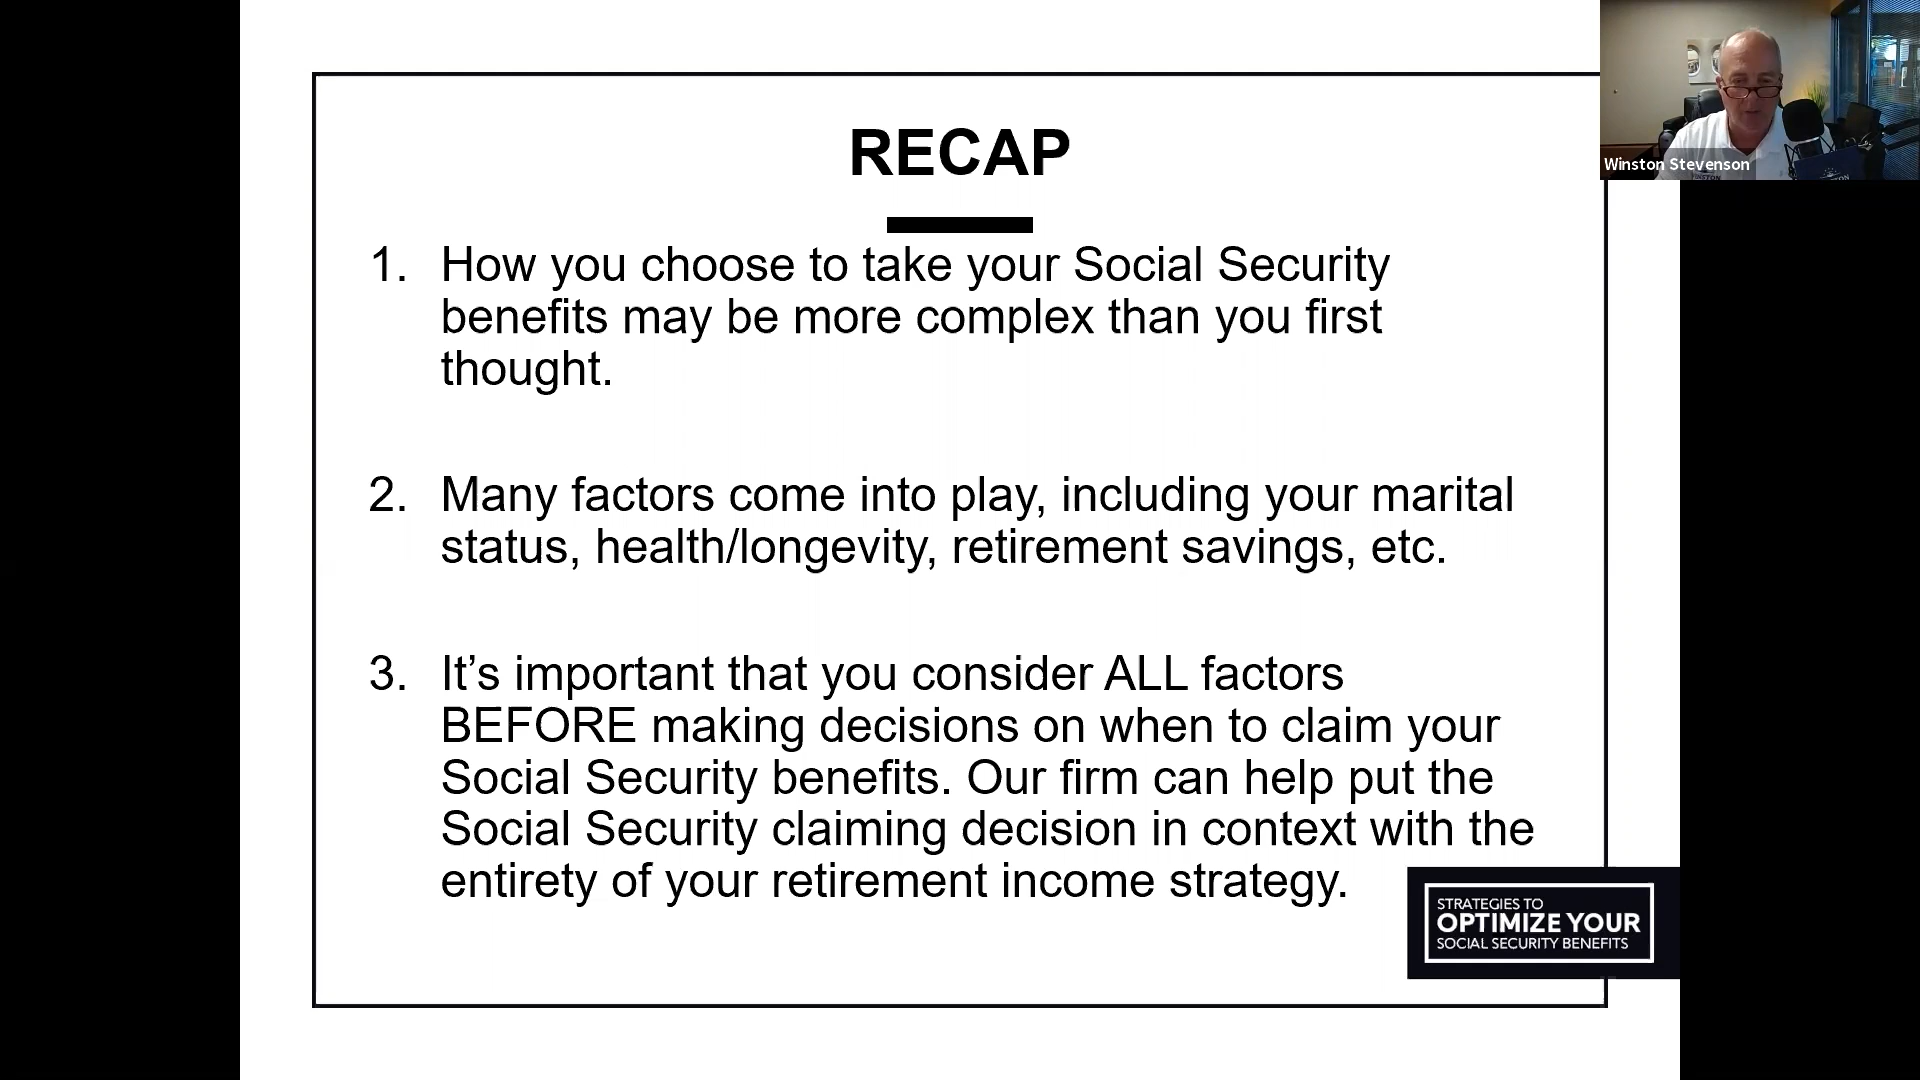 RECAP
1. How you choose to take your Social Security
benefits may be more complex than you first
thought.
2. Many factors come into play, including your marital
status, health/longevity, retirement savings, etc.
3. It’s important that you consider ALL factors
BEFORE making decisions on when to claim your
Social Security benefits. Our firm can help put the
Social Security claiming decision in context with the
entirety of your retirement income strategy.
STRATEGIES TO
OPTIMIZE YOUR
SOCIAL SECURITY BENEFITS
Winston Stevenson